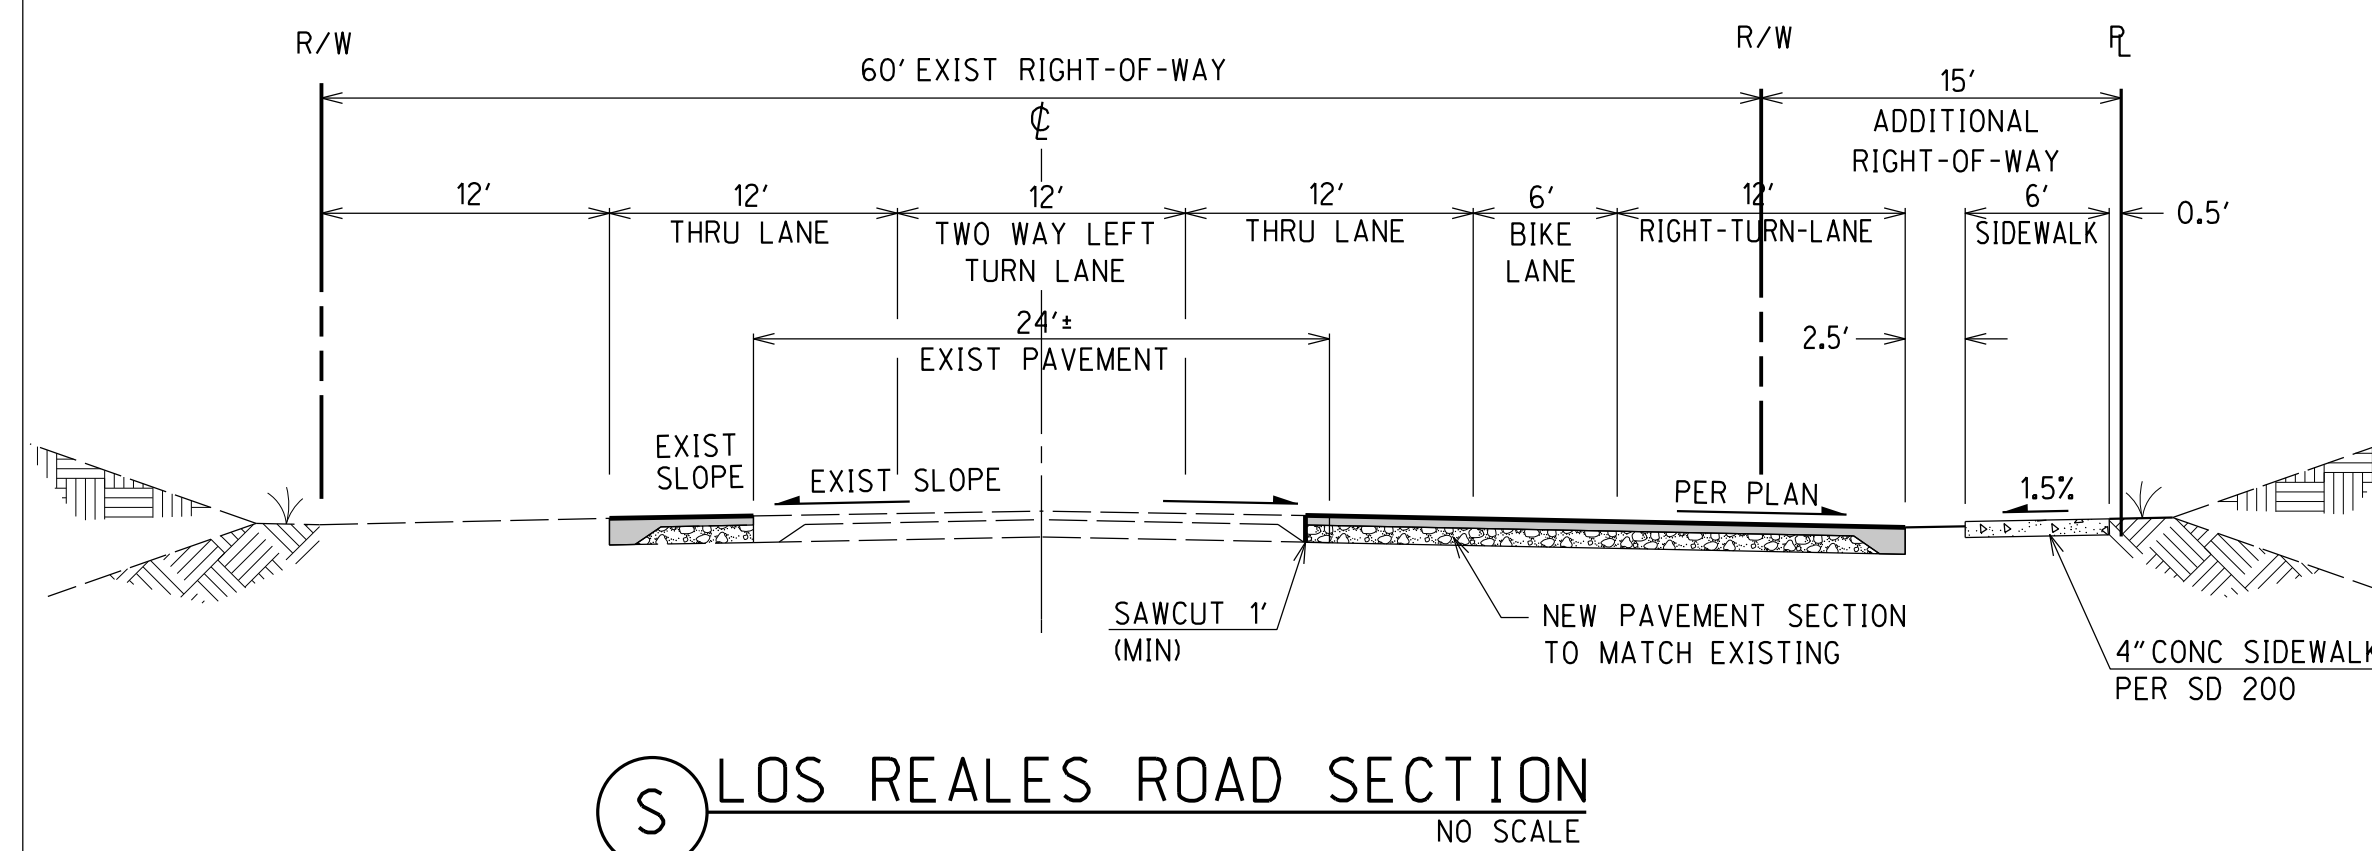 R/W
R/W
PL
60' EXIST RIGHT-OF-WAY
15'
ADDITIONAL
RIGHT-OF-WAY
CL
12'
12'
12'
12'
6'
12'
6'
0.5'
THRU LANE
TWO WAY LEFT
TURN LANE
THRU LANE
BIKE
LANE
RIGHT-TURN-LANE
SIDEWALK
24'±
EXIST PAVEMENT
2.5'
EXIST
SLOPE
EXIST SLOPE
PER PLAN
1.5%
SAWCUT 1'
(MIN)
NEW PAVEMENT SECTION
TO MATCH EXISTING
4" CONC SIDEWALK
PER SD 200
S
LOS REALES ROAD SECTION
NO SCALE